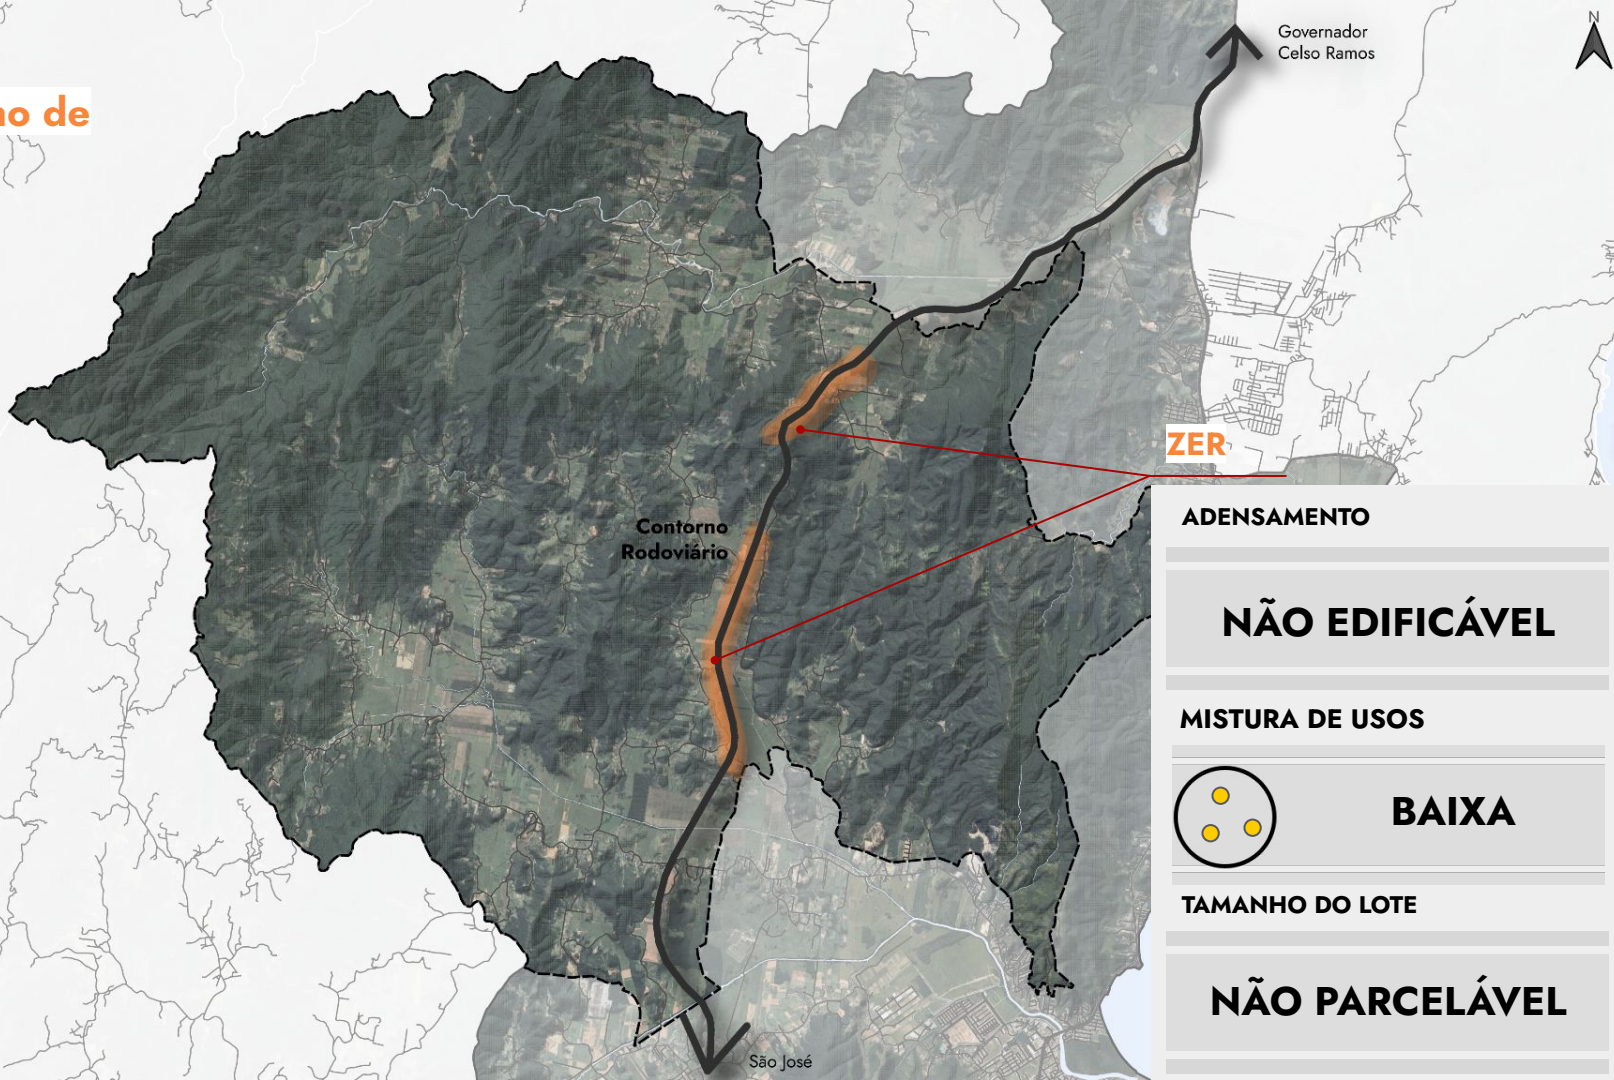 N
Governador
Celso Ramos
no de
ZER
Contorno
Rodoviário
ADENSAMENTO
NÃO EDIFICÁVEL
MISTURA DE USOS
BAIXA
TAMANHO DO LOTE
NÃO PARCELÁVEL
São José